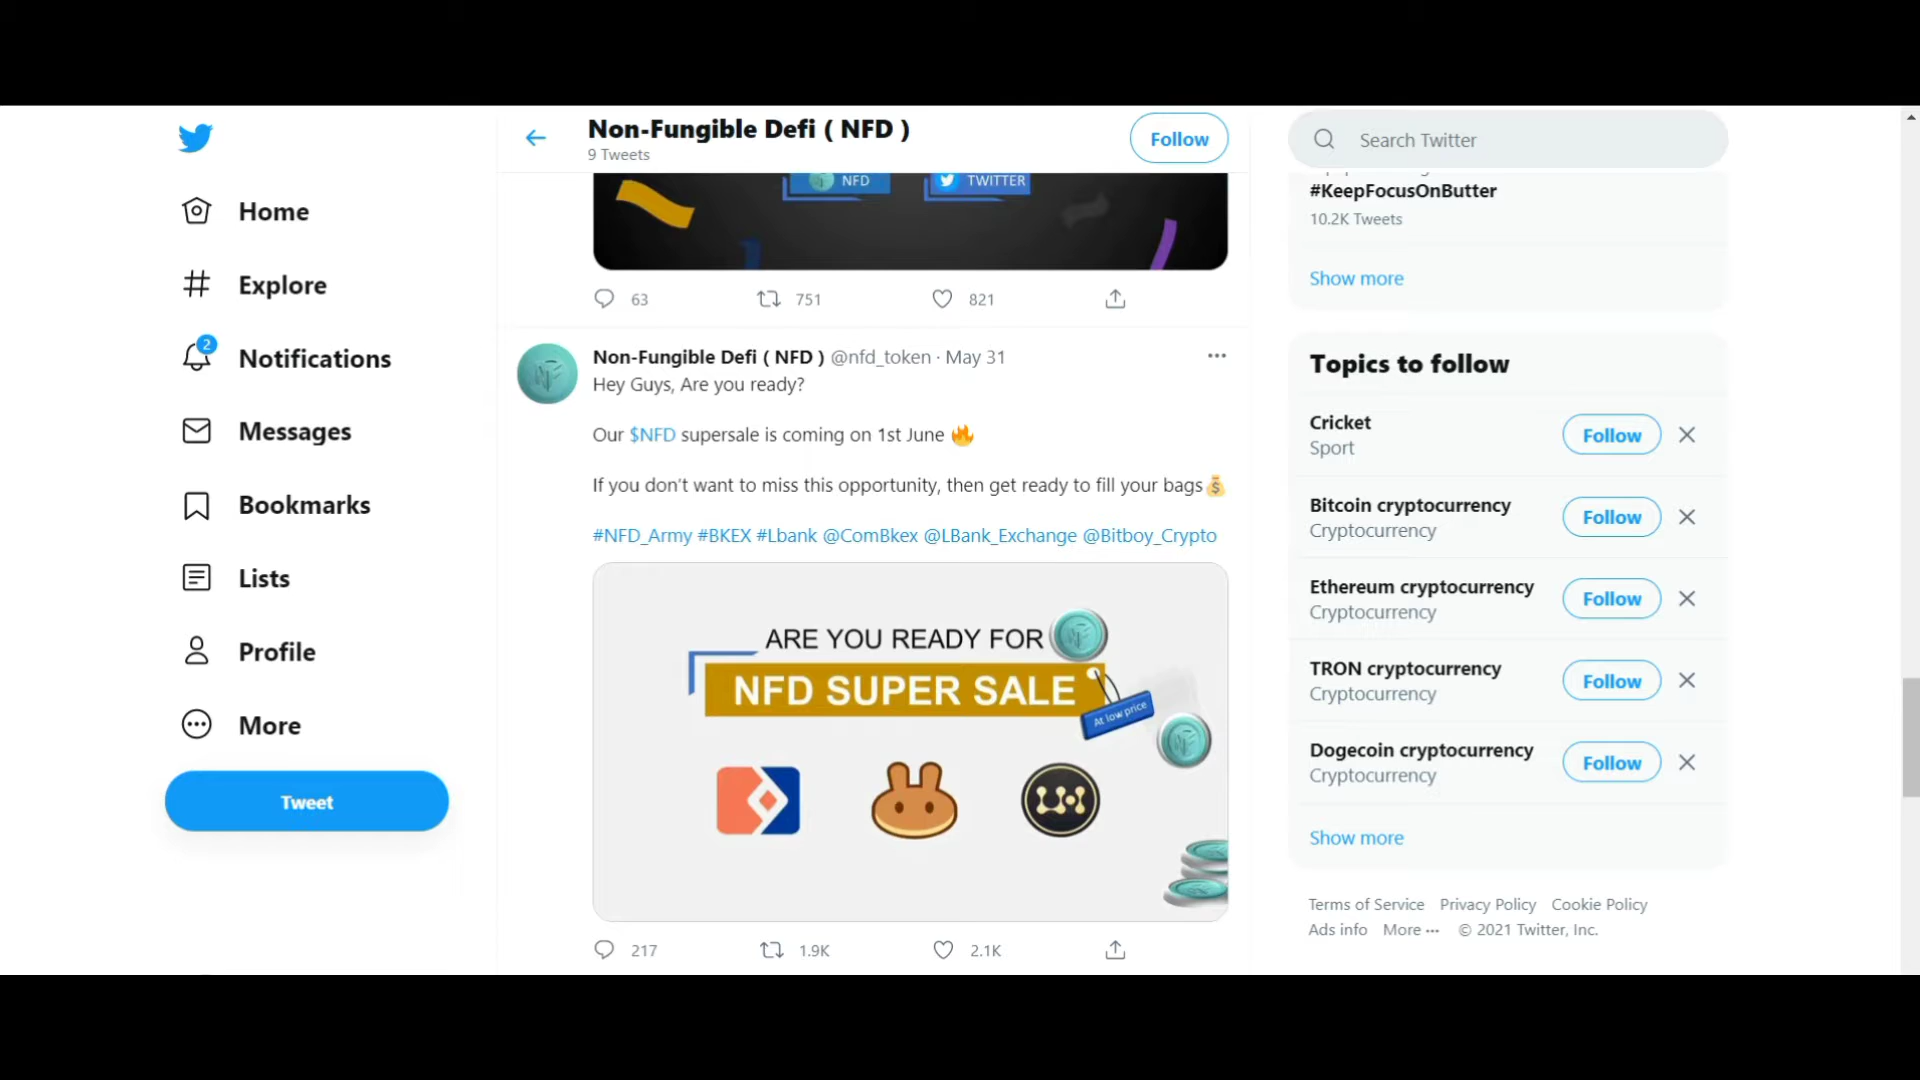 Home
Explore
2
Notifications
Messages
Bookmarks
Lists
Profile
More
Tweet
Non-Fungible Defi ( NFD )
9 Tweets
Follow
NFD
TWITTER
63
751
821
Non-Fungible Defi ( NFD ) @nfd_token · May 31
Hey Guys, Are you ready?
Our $NFD supersale is coming on 1st June 🔥
If you don't want to miss this opportunity, then get ready to fill your bags💰
#NFD_Army #BKEX #Lbank @ComBkex @LBank_Exchange @Bitboy_Crypto
ARE YOU READY FOR
NFD SUPER SALE
At low price
217
1.9K
2.1K
Search Twitter
#KeepFocusOnButter
10.2K Tweets
Show more
Topics to follow
Cricket
Sport
Follow
Bitcoin cryptocurrency
Cryptocurrency
Follow
Ethereum cryptocurrency
Cryptocurrency
Follow
TRON cryptocurrency
Cryptocurrency
Follow
Dogecoin cryptocurrency
Cryptocurrency
Follow
Show more
Terms of Service Privacy Policy Cookie Policy
Ads info More ··· © 2021 Twitter, Inc.